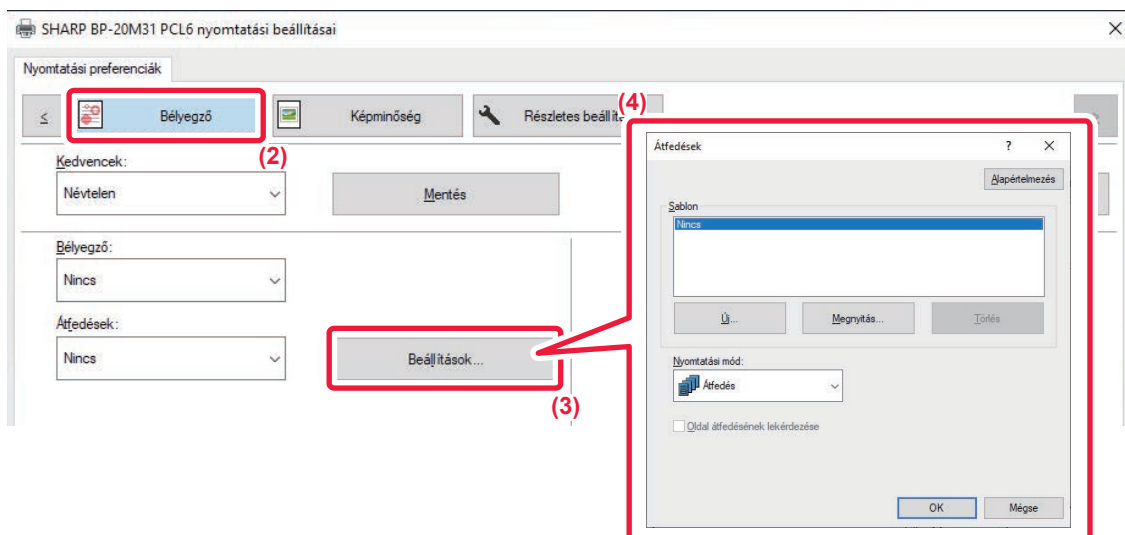 SHARP BP-20M31 PCL6 nyomtatási beállításai
Nyomtatási preferenciák
<
Bélyegző
Képminőség
Részletes beállítá
(2)
Kedvencek:
Névtelen
Mentés
Bélyegző:
Nincs
Átfedések:
Nincs
Beállítások...
(3)
(4)
Átfedések
?
Alapértelmezés
Sablon
Nincs
Új...
Megnyitás...
Törlés
Nyomtatási mód:
Átfedés
Oldal átfedésének lekérdezése
OK
Mégse